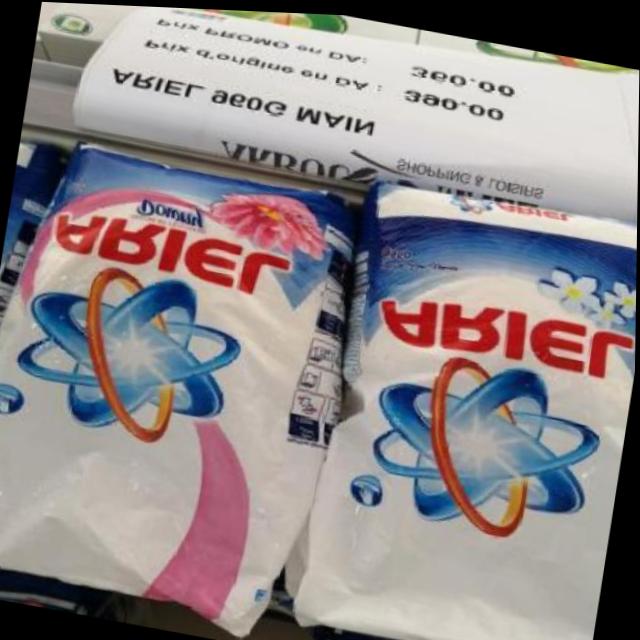 SHOPPING & LOISIRS
ARIEL 960G MAIN
Prix d'origine en DA : 390.00
Prix PROMO en DA: 360.00
ARIEL
Downy
ARIEL
ARIEL